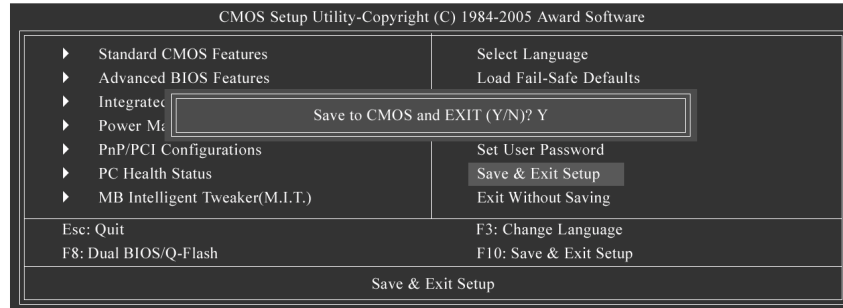 CMOS Setup Utility-Copyright (C) 1984-2005 Award Software
Standard CMOS Features
Select Language
Advanced BIOS Features
Load Fail-Safe Defaults
Integrated
Save to CMOS and EXIT (Y/N)? Y
Power Ma
PnP/PCI Configurations
Set User Password
PC Health Status
Save & Exit Setup
MB Intelligent Tweaker(M.I.T.)
Exit Without Saving
Esc: Quit
F3: Change Language
F8: Dual BIOS/Q-Flash
F10: Save & Exit Setup
Save & Exit Setup